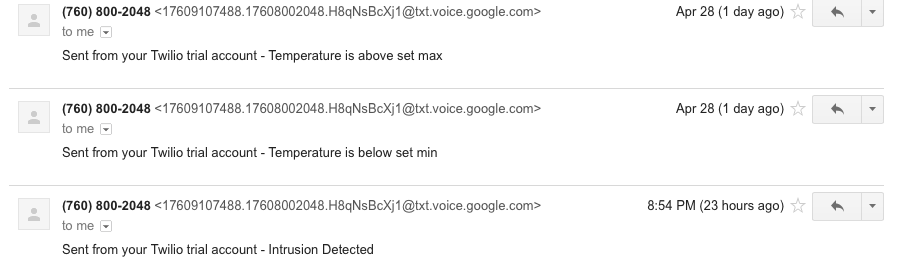 (760) 800-2048 <17609107488.17608002048.H8qNsBcXj1@txt.voice.google.com> Apr 28 (1 day ago)
to me
Sent from your Twilio trial account - Temperature is above set max
(760) 800-2048 <17609107488.17608002048.H8qNsBcXj1@txt.voice.google.com> Apr 28 (1 day ago)
to me
Sent from your Twilio trial account - Temperature is below set min
(760) 800-2048 <17609107488.17608002048.H8qNsBcXj1@txt.voice.google.com> 8:54 PM (23 hours ago)
to me
Sent from your Twilio trial account - Intrusion Detected